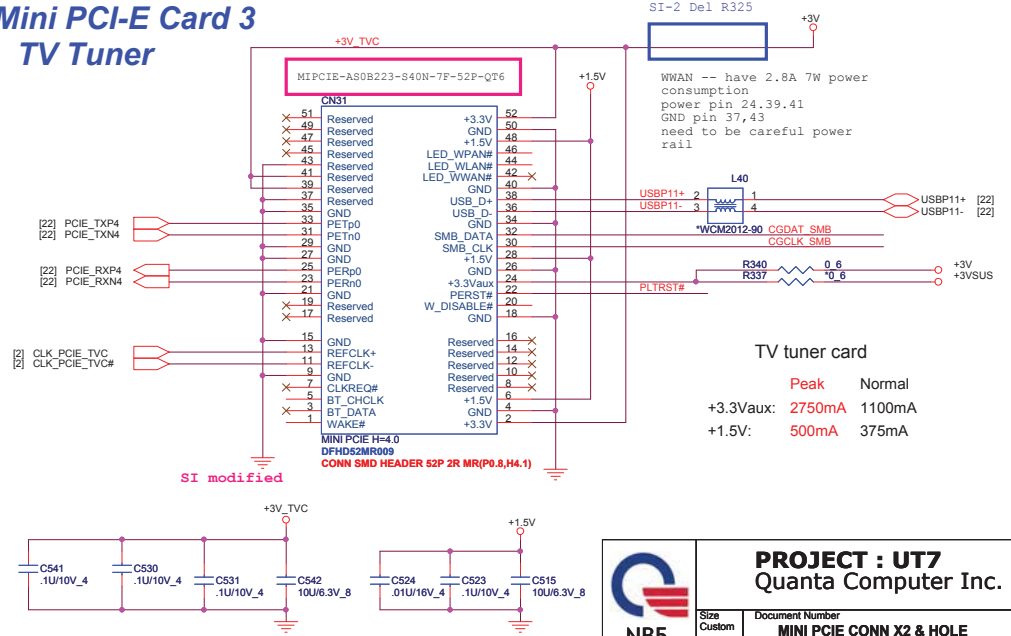 Mini PCI-E Card 3
TV Tuner
SI-2 Del R325
+3V
+3V_TVC
MIPCIE-AS0B223-S40N-7F-52P-QT6
+1.5V
WWAN -- have 2.8A 7W power
consumption
power pin 24.39.41
GND pin 37,43
need to be careful power
rail
CN31
51 Reserved +3.3V 52
49 Reserved GND 50
47 Reserved +1.5V 48
45 Reserved LED_WPAN# 46
43 Reserved LED_WLAN# 44
41 Reserved LED_WWAN# 42
39 Reserved GND 40
37 Reserved USB_D+ 38
35 GND USB_D- 36
33 PETp0 GND 34
31 PETn0 SMB_DATA 32
29 GND SMB_CLK 30
27 GND +1.5V 28
25 PERp0 GND 26
23 PERn0 +3.3Vaux 24
21 GND PERST# 22
19 Reserved W_DISABLE# 20
17 Reserved GND 18
15 GND Reserved 16
13 REFCLK+ Reserved 14
11 REFCLK- Reserved 12
9 GND Reserved 10
7 CLKREQ# Reserved 8
5 BT_CHCLK +1.5V 6
3 BT_DATA GND 4
1 WAKE# +3.3V 2
[22] PCIE_TXP4
[22] PCIE_TXN4
[22] PCIE_RXP4
[22] PCIE_RXN4
[2] CLK_PCIE_TVC
[2] CLK_PCIE_TVC#
L40
USBP11+ 2 1 USBP11+ [22]
USBP11- 3 4 USBP11- [22]
*WCM2012-90
CGDAT_SMB
CGCLK_SMB
R340 0_6 +3V
R337 *0_6 +3VSUS
PLTRST#
MINI PCIE H=4.0
DFHD52MR009
CONN SMD HEADER 52P 2R MR(P0.8,H4.1)
SI modified
TV tuner card
Peak Normal
+3.3Vaux: 2750mA 1100mA
+1.5V: 500mA 375mA
+3V_TVC
C541
.1U/10V_4
C530
.1U/10V_4
C531
.1U/10V_4
C542
10U/6.3V_8
+1.5V
C524
.01U/16V_4
C523
.1U/10V_4
C515
10U/6.3V_8
PROJECT : UT7
Quanta Computer Inc.
Size
Custom
Document Number
MINI PCIE CONN X2 & HOLE
NB5